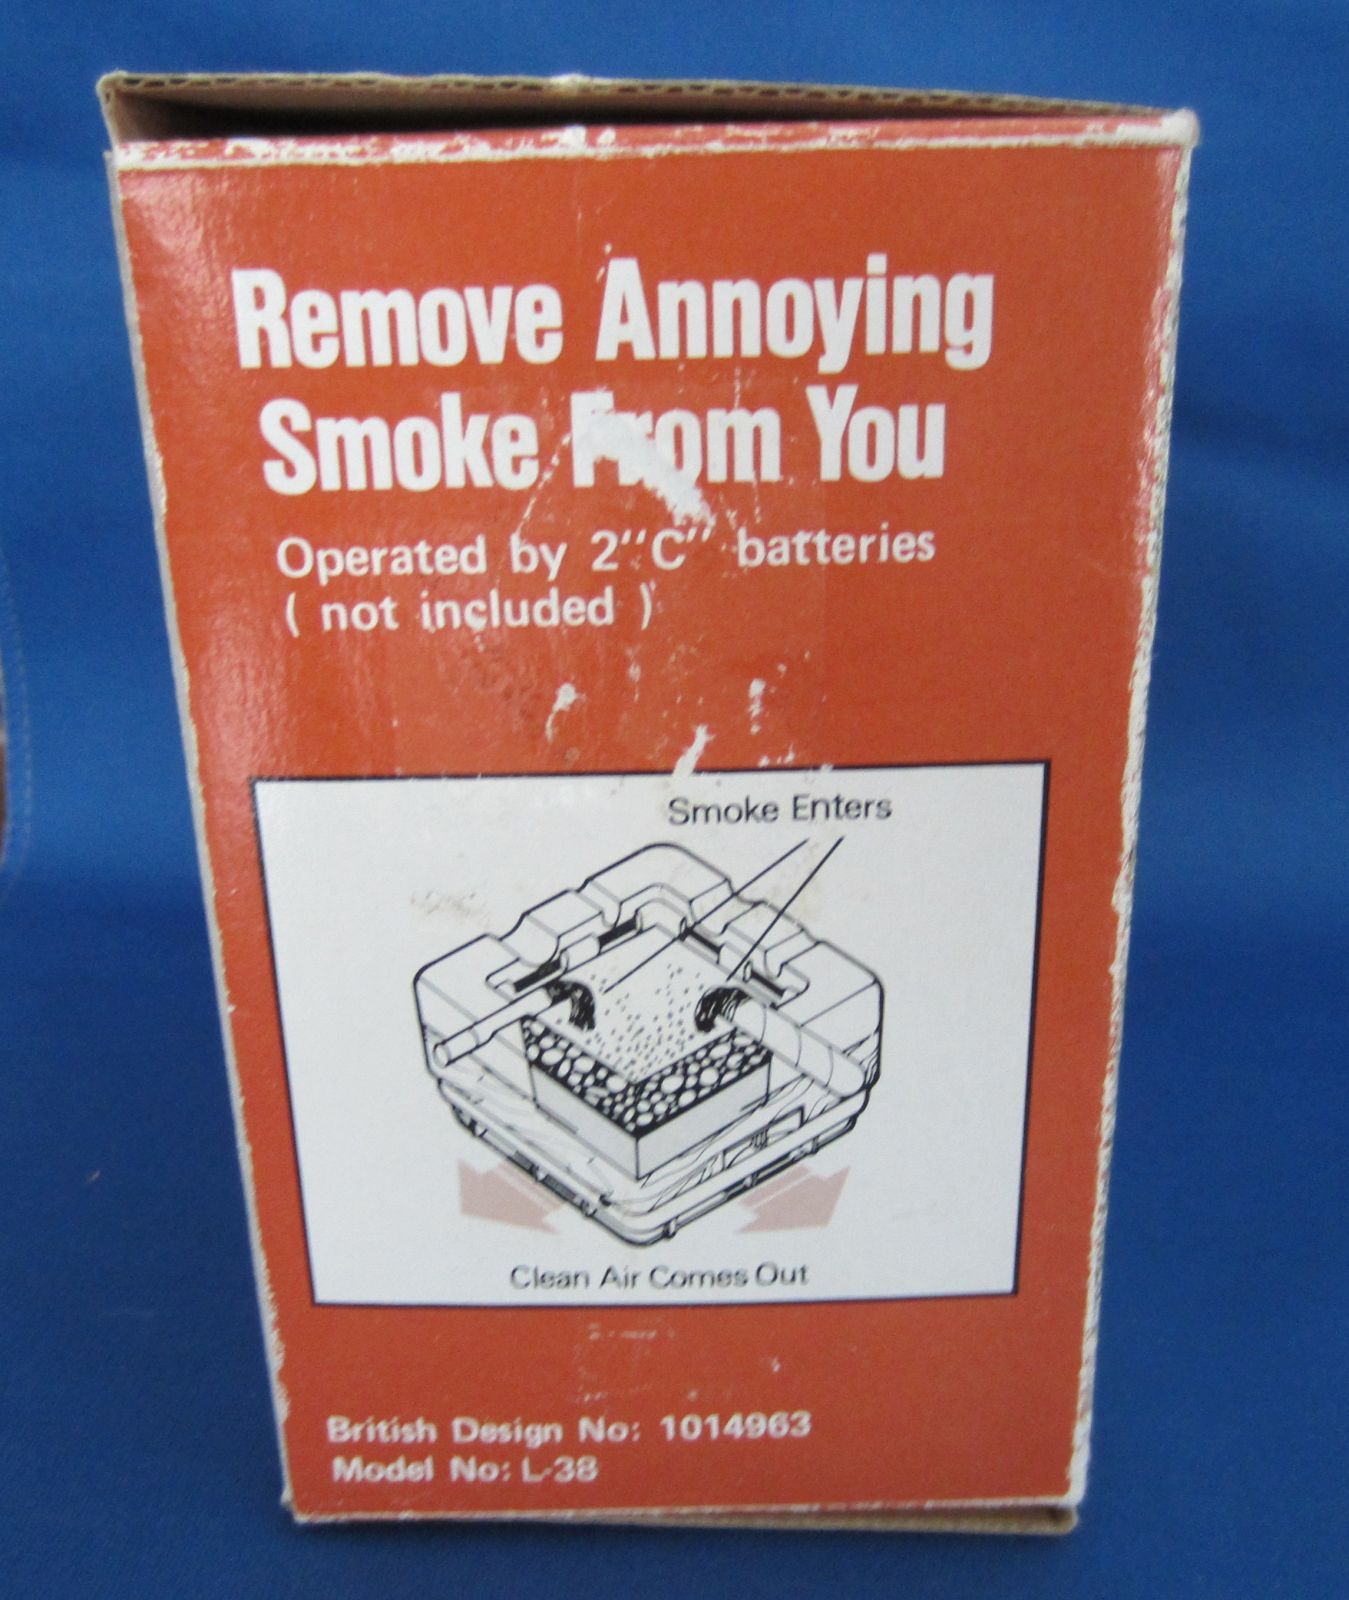 Remove Annoying
Smoke From You
Operated by 2"C" batteries
( not included )
Smoke Enters
Clean Air Comes Out
British Design No: 1014963
Model No: L-38